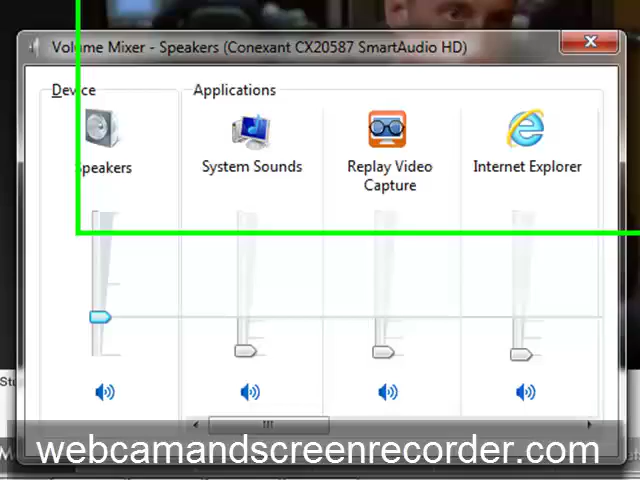 Volume Mixer - Speakers (Conexant CX20587 SmartAudio HD)
Device
Applications
Speakers
System Sounds
Replay Video
Capture
Internet Explorer
webcamandscreenrecorder.com